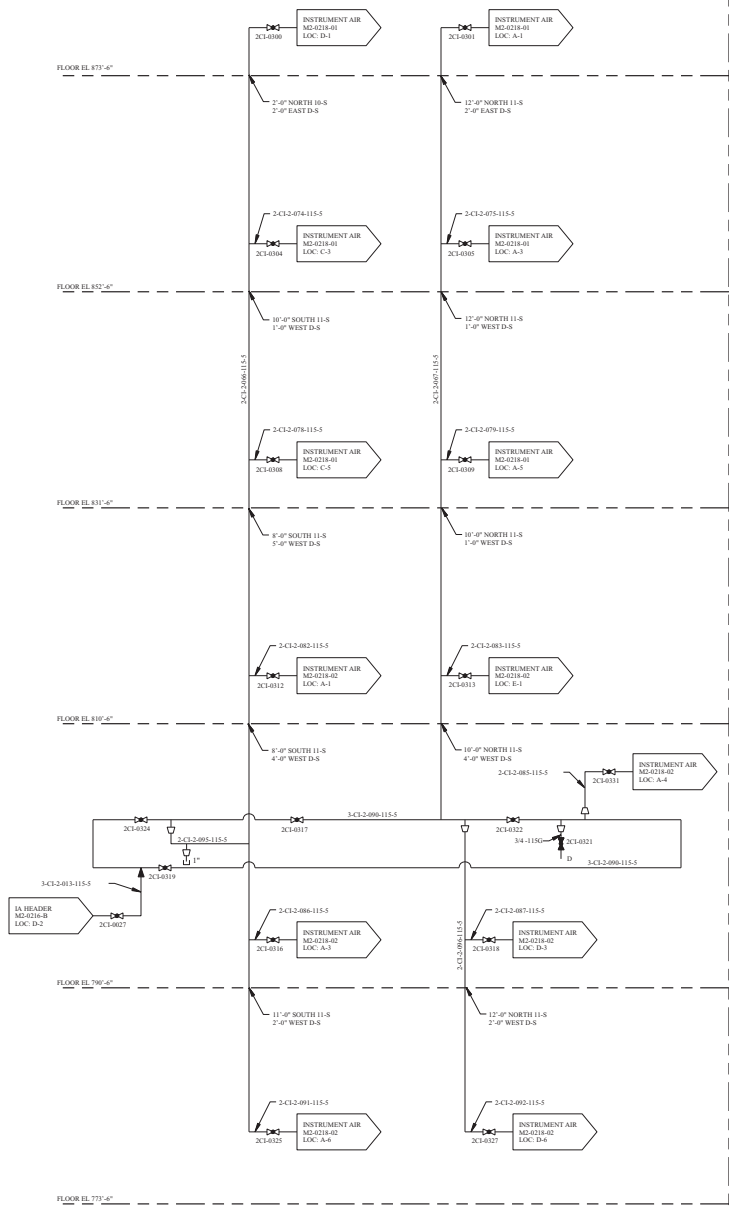 2CI-0300
INSTRUMENT AIR
M2-0218-01
LOC: D-1
2CI-0301
INSTRUMENT AIR
M2-0218-01
LOC: A-1
FLOOR EL 873'-6"
2'-0" NORTH 10-S
2'-0" EAST D-S
12'-0" NORTH 11-S
2'-0" EAST D-S
2-CI-2-074-115-5
2CI-0304
INSTRUMENT AIR
M2-0218-01
LOC: C-3
2-CI-2-075-115-5
2CI-0305
INSTRUMENT AIR
M2-0218-01
LOC: A-3
FLOOR EL 852'-6"
10'-0" SOUTH 11-S
1'-0" WEST D-S
12'-0" NORTH 11-S
1'-0" WEST D-S
2-CI-2-066-115-5
2-CI-2-067-115-5
2-CI-2-078-115-5
2CI-0308
INSTRUMENT AIR
M2-0218-01
LOC: C-5
2-CI-2-079-115-5
2CI-0309
INSTRUMENT AIR
M2-0218-01
LOC: A-5
FLOOR EL 831'-6"
8'-0" SOUTH 11-S
5'-0" WEST D-S
10'-0" NORTH 11-S
1'-0" WEST D-S
2-CI-2-082-115-5
2CI-0312
INSTRUMENT AIR
M2-0218-02
LOC: A-1
2-CI-2-083-115-5
2CI-0313
INSTRUMENT AIR
M2-0218-02
LOC: E-1
FLOOR EL 810'-6"
8'-0" SOUTH 11-S
4'-0" WEST D-S
10'-0" NORTH 11-S
4'-0" WEST D-S
2-CI-2-085-115-5
2CI-0331
INSTRUMENT AIR
M2-0218-02
LOC: A-4
3-CI-2-090-115-5
2CI-0324
2CI-0317
2CI-0322
2-CI-2-095-115-5
3/4 -115G
2CI-0321
1"
D
3-CI-2-090-115-5
2CI-0319
3-CI-2-013-115-5
IA HEADER
M2-0216-B
LOC: D-2
2CI-0027
2-CI-2-086-115-5
2CI-0316
INSTRUMENT AIR
M2-0218-02
LOC: A-3
2-CI-2-096-115-5
2-CI-2-087-115-5
2CI-0318
INSTRUMENT AIR
M2-0218-02
LOC: D-3
FLOOR EL 790'-6"
11'-0" SOUTH 11-S
2'-0" WEST D-S
12'-0" NORTH 11-S
2'-0" WEST D-S
2-CI-2-091-115-5
2CI-0325
INSTRUMENT AIR
M2-0218-02
LOC: A-6
2-CI-2-092-115-5
2CI-0327
INSTRUMENT AIR
M2-0218-02
LOC: D-6
FLOOR EL 773'-6"